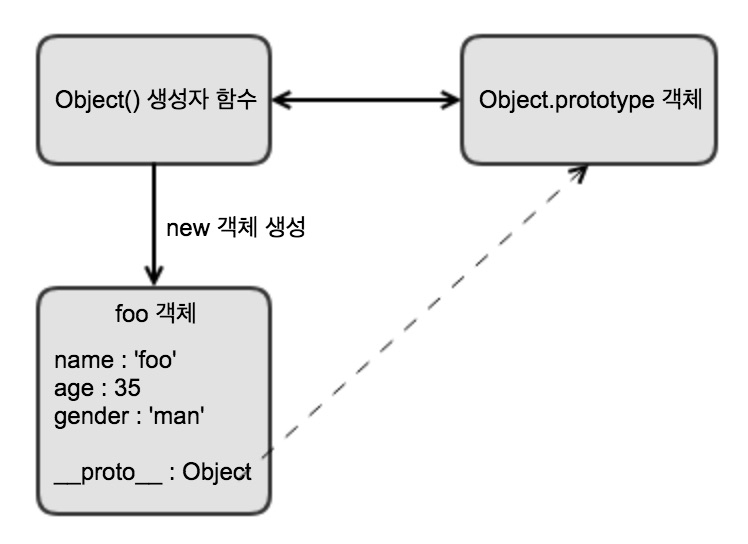 Object() 생성자 함수
Object.prototype 객체
new 객체 생성
foo 객체
name : 'foo'
age : 35
gender : 'man'
__proto__ : Object